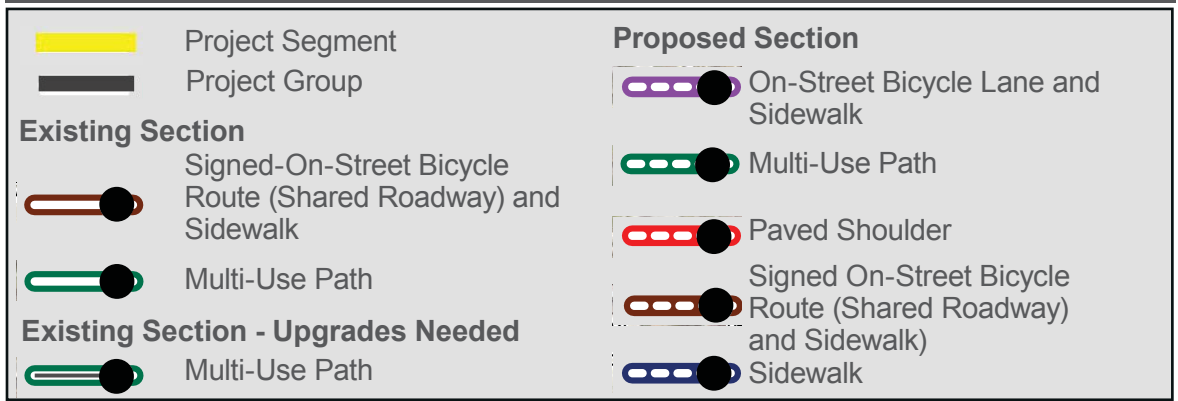 Project Segment
Project Group
Existing Section
Signed-On-Street Bicycle
Route (Shared Roadway) and
Sidewalk
Multi-Use Path
Existing Section - Upgrades Needed
Multi-Use Path
Proposed Section
On-Street Bicycle Lane and
Sidewalk
Multi-Use Path
Paved Shoulder
Signed On-Street Bicycle
Route (Shared Roadway)
and Sidewalk)
Sidewalk